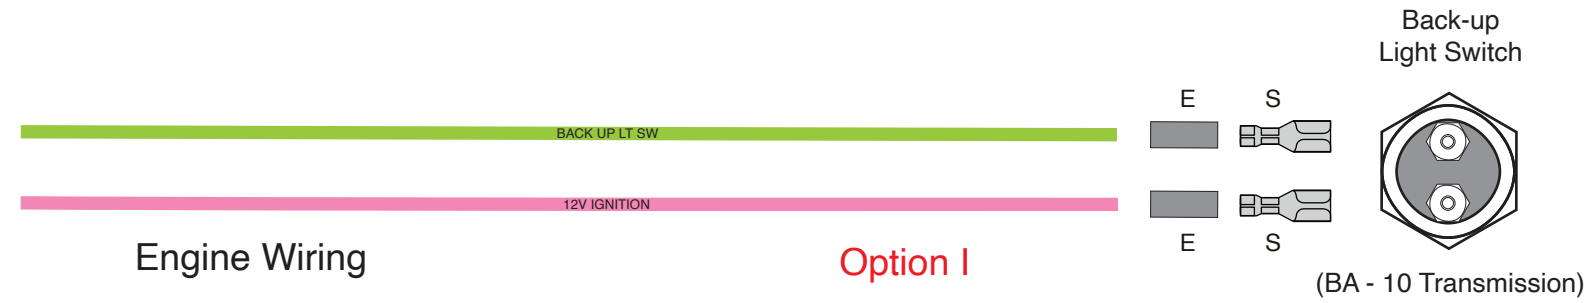 Back-up
Light Switch
E S
BACK UP LT SW
12V IGNITION
E S
Engine Wiring
Option I
(BA - 10 Transmission)